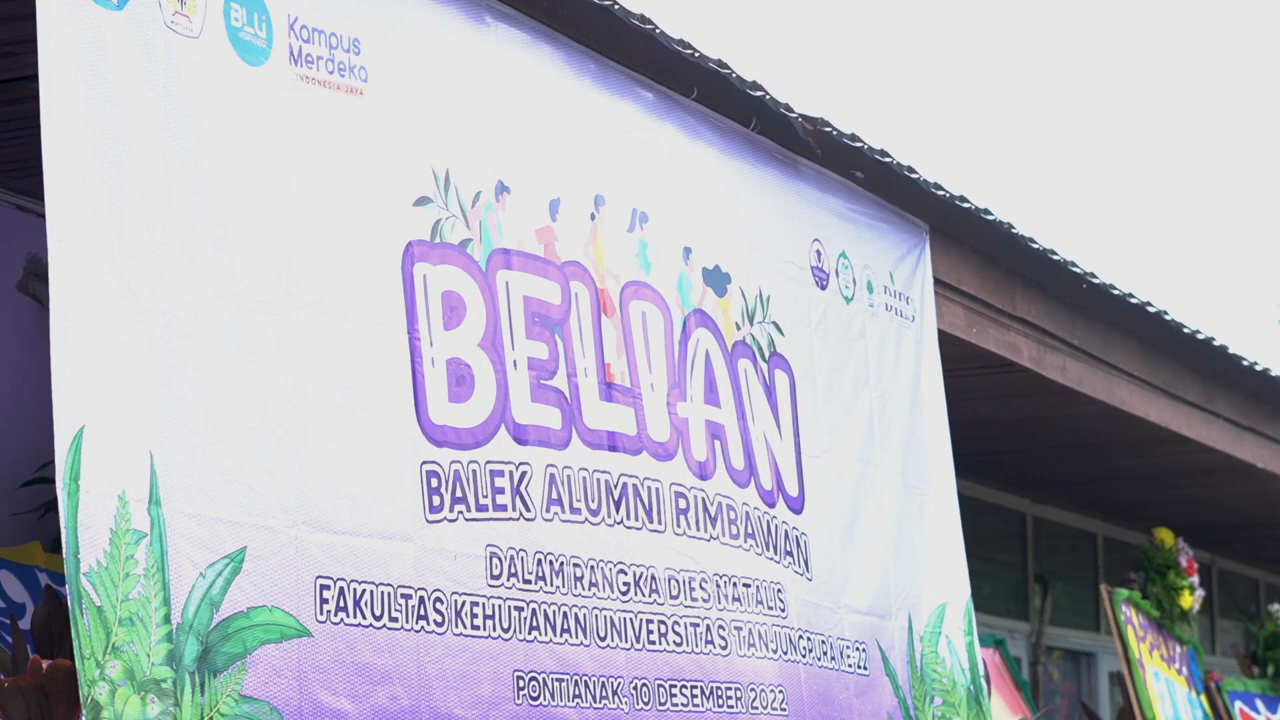 BLU
Kampus
Merdeka
INDONESIA JAYA
BELIAN
BALEK ALUMNI RIMBAWAN
DALAM RANGKA DIES NATALIS
FAKULTAS KEHUTANAN UNIVERSITAS TANJUNGPURA KE-22
PONTIANAK, 10 DESEMBER 2022